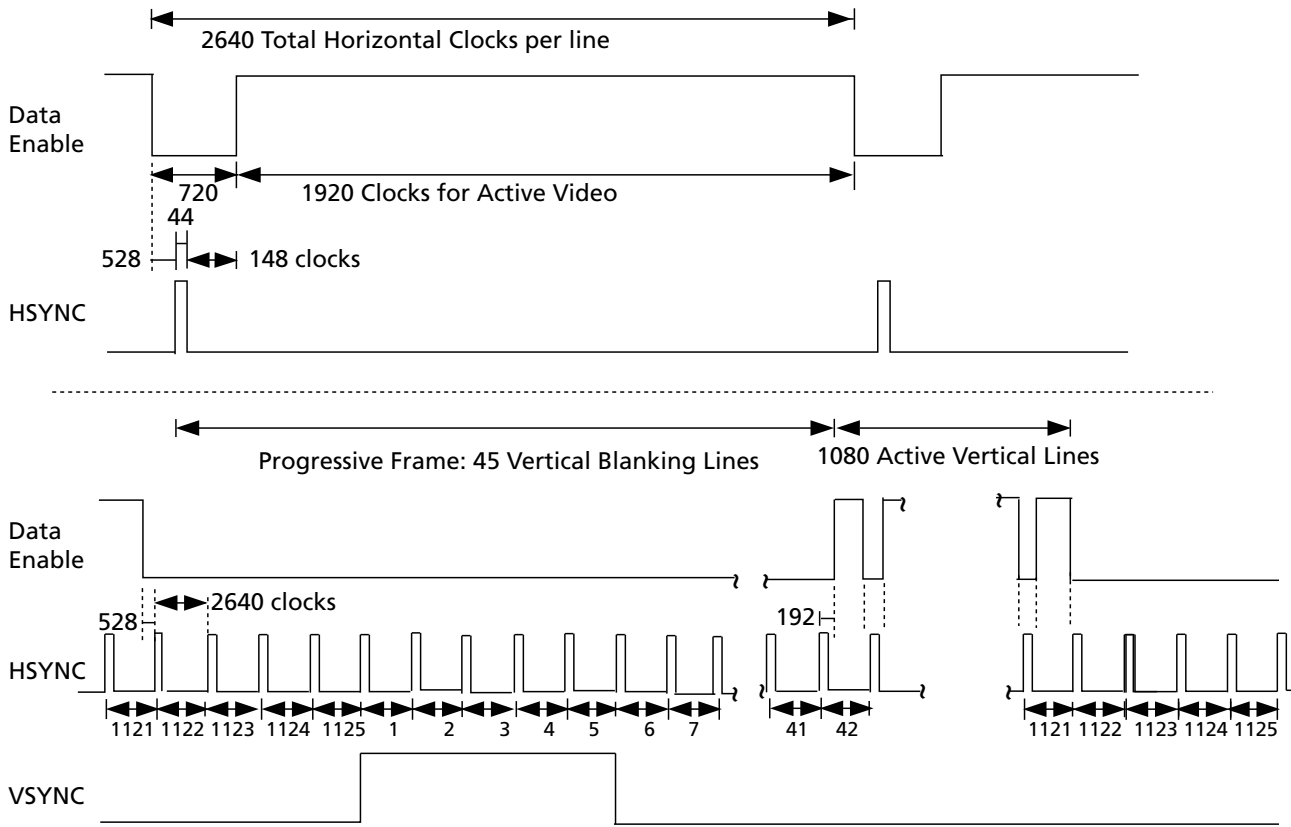 2640 Total Horizontal Clocks per line
Data
Enable
720
1920 Clocks for Active Video
44
528
148 clocks
HSYNC
Progressive Frame: 45 Vertical Blanking Lines
1080 Active Vertical Lines
Data
Enable
2640 clocks
528
192
HSYNC
1121 1122 1123 1124 1125 1 2 3 4 5 6 7 41 42 1121 1122 1123 1124 1125
VSYNC